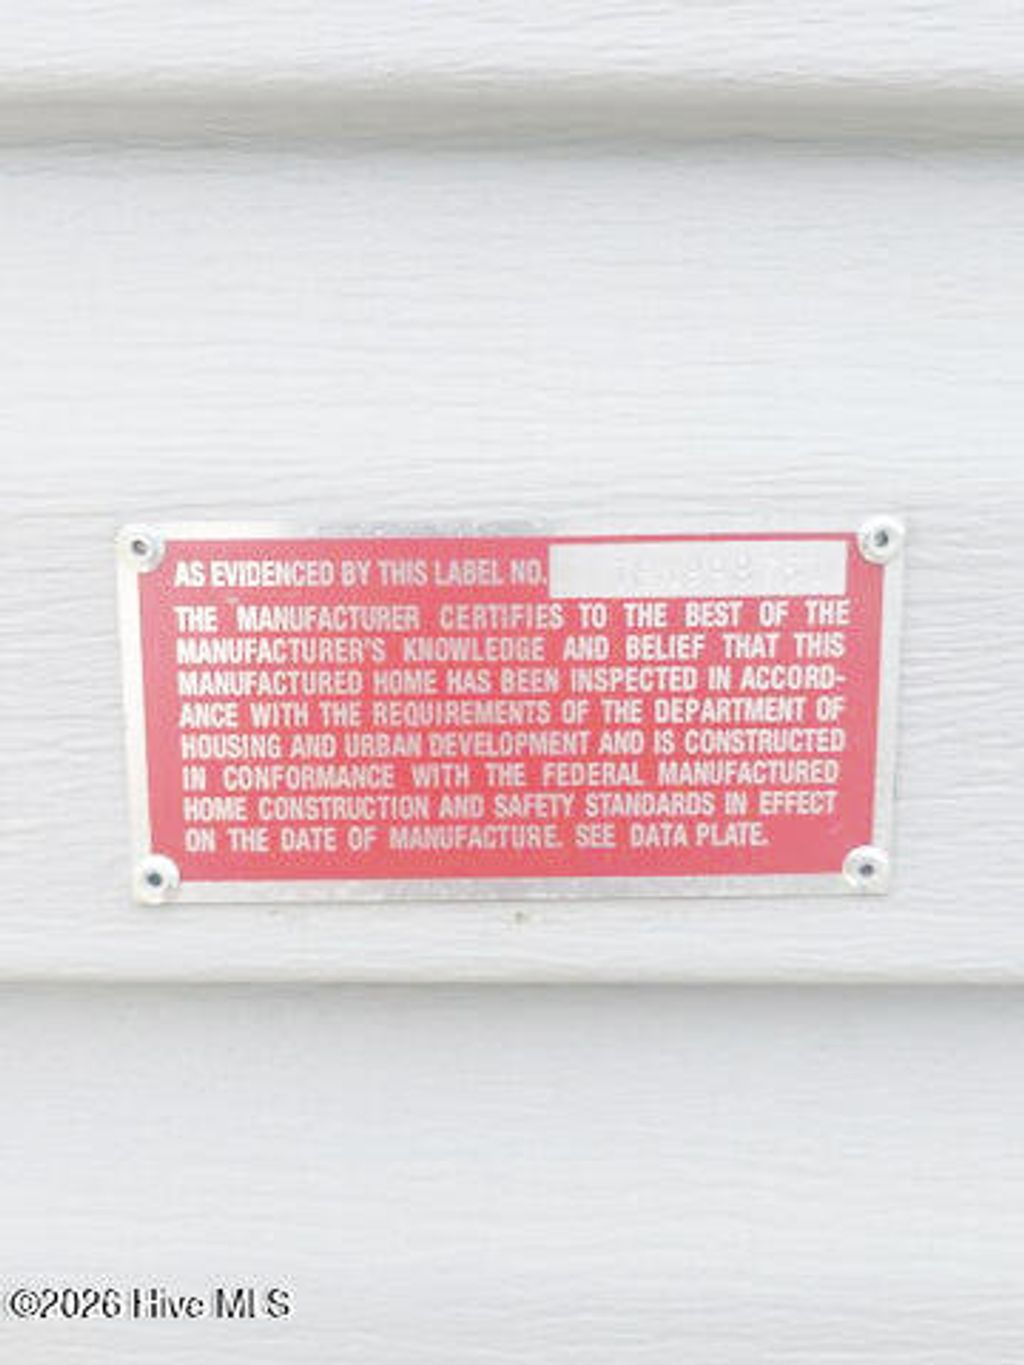 AS EVIDENCED BY THIS LABEL NO.
THE MANUFACTURER CERTIFIES TO THE BEST OF THE
MANUFACTURER'S KNOWLEDGE AND BELIEF THAT THIS
MANUFACTURED HOME HAS BEEN INSPECTED IN ACCORD-
ANCE WITH THE REQUIREMENTS OF THE DEPARTMENT OF
HOUSING AND URBAN DEVELOPMENT AND IS CONSTRUCTED
IN CONFORMANCE WITH THE FEDERAL MANUFACTURED
HOME CONSTRUCTION AND SAFETY STANDARDS IN EFFECT
ON THE DATE OF MANUFACTURE. SEE DATA PLATE.
©2026 Hive MLS